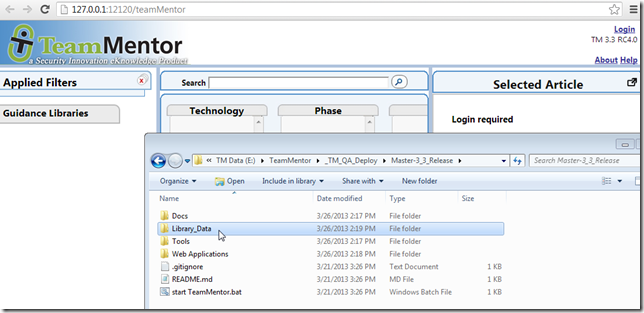 127.0.0.1:12120/teamMentor
TeamMentor
a Security Innovation eKnowledge Product
Login
TM 3.3 RC4.0
About Help
Applied Filters
Search
Selected Article
Guidance Libraries
Technology
Phase
Login required
« TM Data (E:) ▸ TeamMentor ▸ _TM_QA_Deploy ▸ Master-3_3_Release ▸
Search Master-3_3_Release
Organize Open Include in library Share with New folder
Name Date modified Type Size
Docs 3/26/2013 2:17 PM File folder
Library_Data 3/26/2013 2:19 PM File folder
Tools 3/26/2013 2:17 PM File folder
Web Applications 3/26/2013 2:18 PM File folder
.gitignore 3/21/2013 3:26 PM Text Document 1 KB
README.md 3/21/2013 3:26 PM MD File 1 KB
start TeamMentor.bat 3/21/2013 3:26 PM Windows Batch File 1 KB